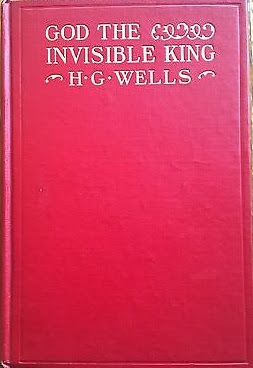 GOD THE
INVISIBLE KING
H·G·WELLS